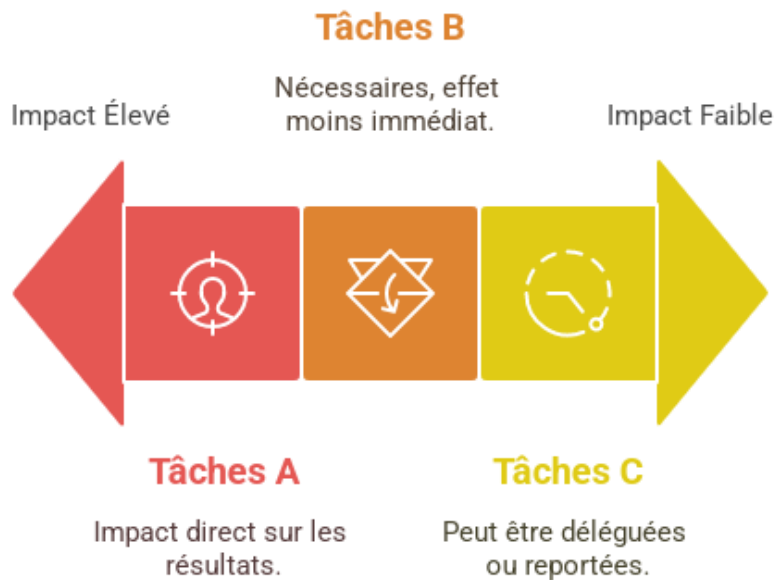 Tâches B
Nécessaires, effet
moins immédiat.
Impact Élevé
Impact Faible
Tâches A
Impact direct sur les
résultats.
Tâches C
Peut être déléguées
ou reportées.